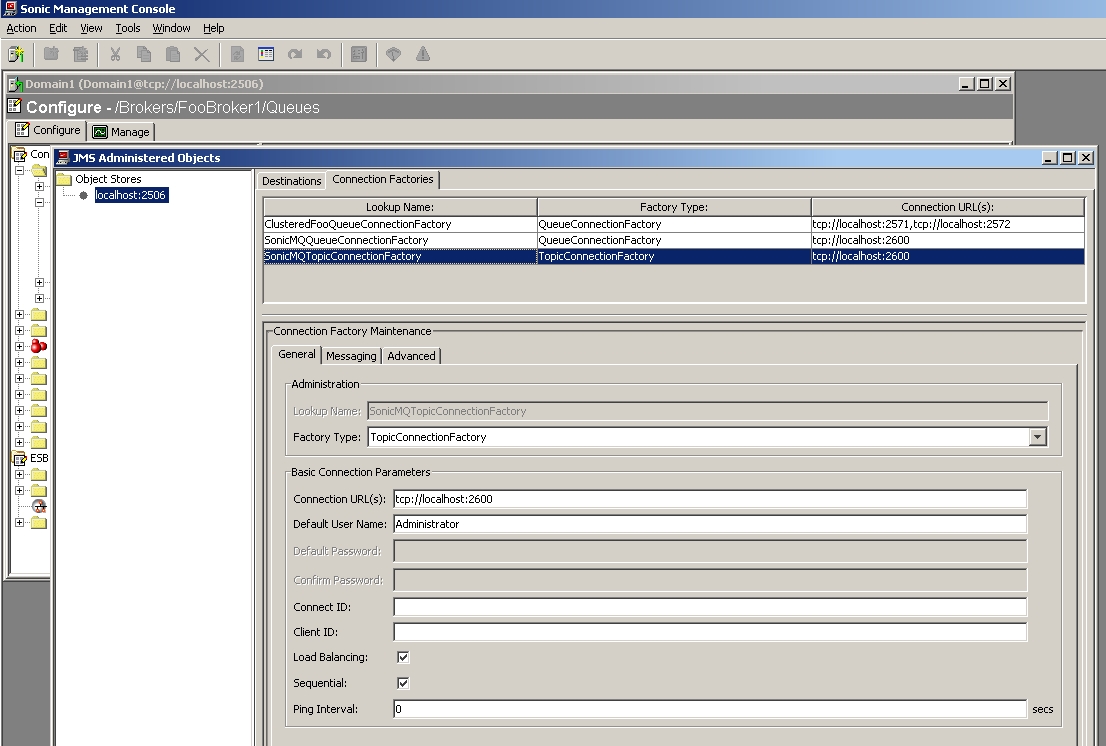 Sonic Management Console
Action Edit View Tools Window Help
Domain1 (Domain1@tcp://localhost:2506)
Configure - /Brokers/FooBroker1/Queues
Configure Manage
Con
JMS Administered Objects
Object Stores
localhost:2506
ESB
Destinations Connection Factories
Lookup Name: Factory Type: Connection URL(s):
ClusteredFooQueueConnectionFactory QueueConnectionFactory tcp://localhost:2571,tcp://localhost:2572
SonicMQQueueConnectionFactory QueueConnectionFactory tcp://localhost:2600
SonicMQTopicConnectionFactory TopicConnectionFactory tcp://localhost:2600
Connection Factory Maintenance
General Messaging Advanced
Administration
Lookup Name: SonicMQTopicConnectionFactory
Factory Type: TopicConnectionFactory
Basic Connection Parameters
Connection URL(s): tcp://localhost:2600
Default User Name: Administrator
Default Password:
Confirm Password:
Connect ID:
Client ID:
Load Balancing:
Sequential:
Ping Interval: 0 secs